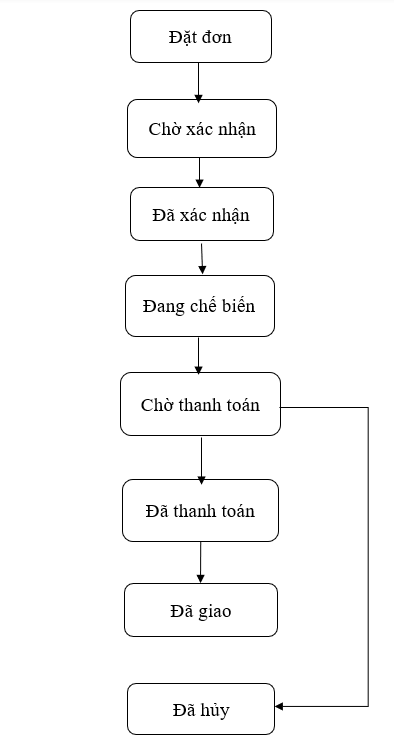 Đặt đơn
Chờ xác nhận
Đã xác nhận
Đang chế biến
Chờ thanh toán
Đã thanh toán
Đã giao
Đã hủy